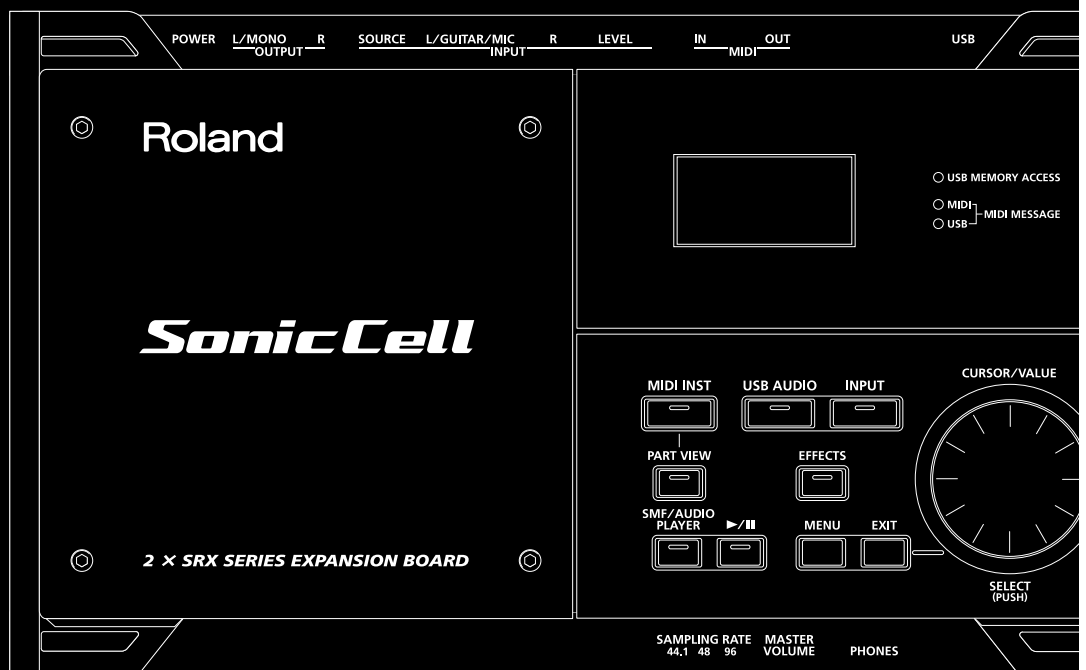 POWER L/MONO R SOURCE L/GUITAR/MIC R LEVEL IN OUT USB
OUTPUT INPUT MIDI
Roland
USB MEMORY ACCESS
MIDI
USB
MIDI MESSAGE
SonicCell
CURSOR/VALUE
MIDI INST USB AUDIO INPUT
PART VIEW EFFECTS
SMF/AUDIO
PLAYER ►/II MENU EXIT
2 × SRX SERIES EXPANSION BOARD
SELECT
(PUSH)
SAMPLING RATE MASTER
44.1 48 96 VOLUME PHONES